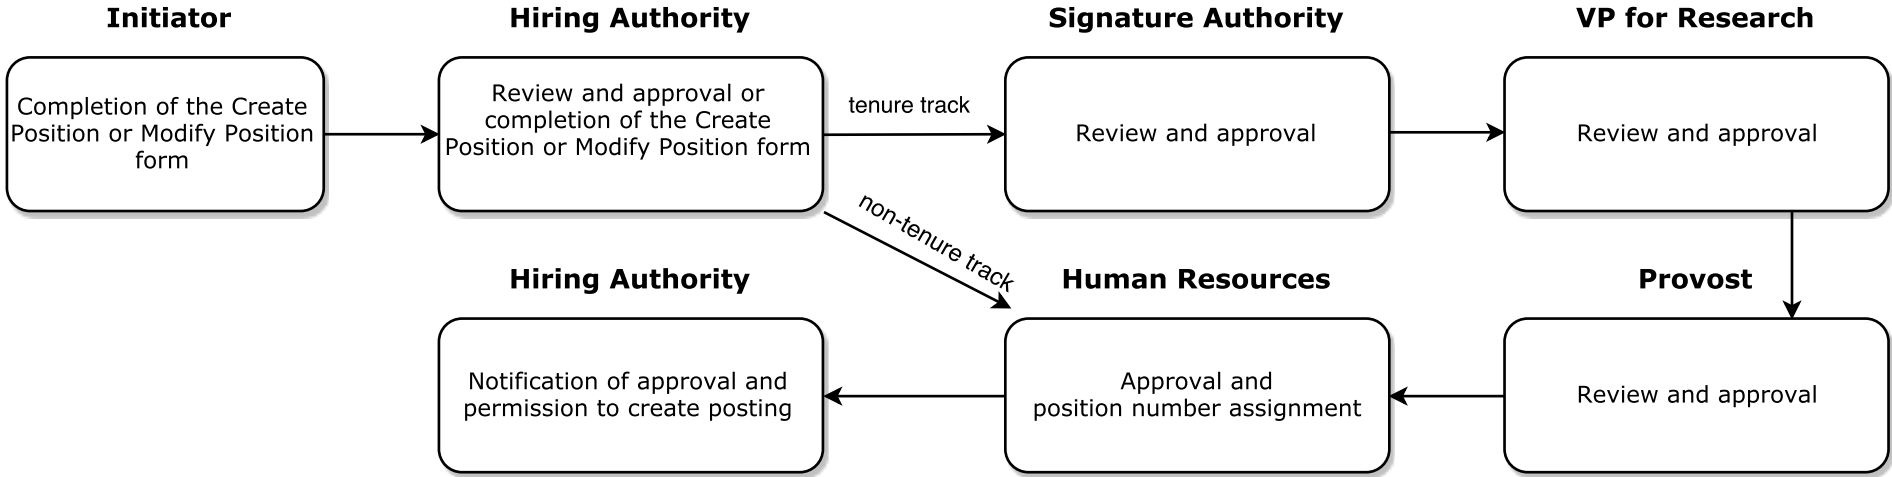 Initiator
Completion of the Create
Position or Modify Position
form
Hiring Authority
Review and approval or
completion of the Create
Position or Modify Position form
tenure track
non-tenure track
Signature Authority
Review and approval
VP for Research
Review and approval
Provost
Review and approval
Human Resources
Approval and
position number assignment
Hiring Authority
Notification of approval and
permission to create posting